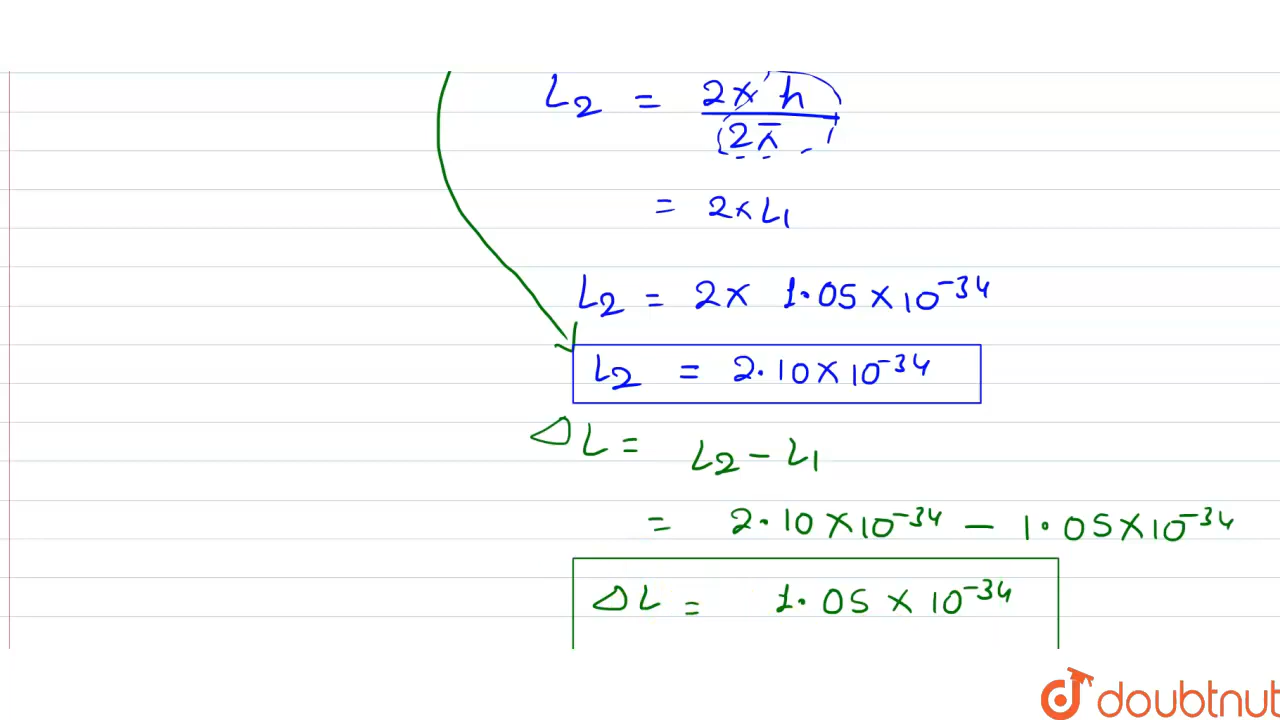 L2 = 2 x h
2π
= 2 x L1
L2 = 2 x 1.05 x 10^-34
L2 = 2.10 x 10^-34
ΔL = L2 - L1
= 2.10 x 10^-34 - 1.05 x 10^-34
ΔL = 1.05 x 10^-34
doubtnut